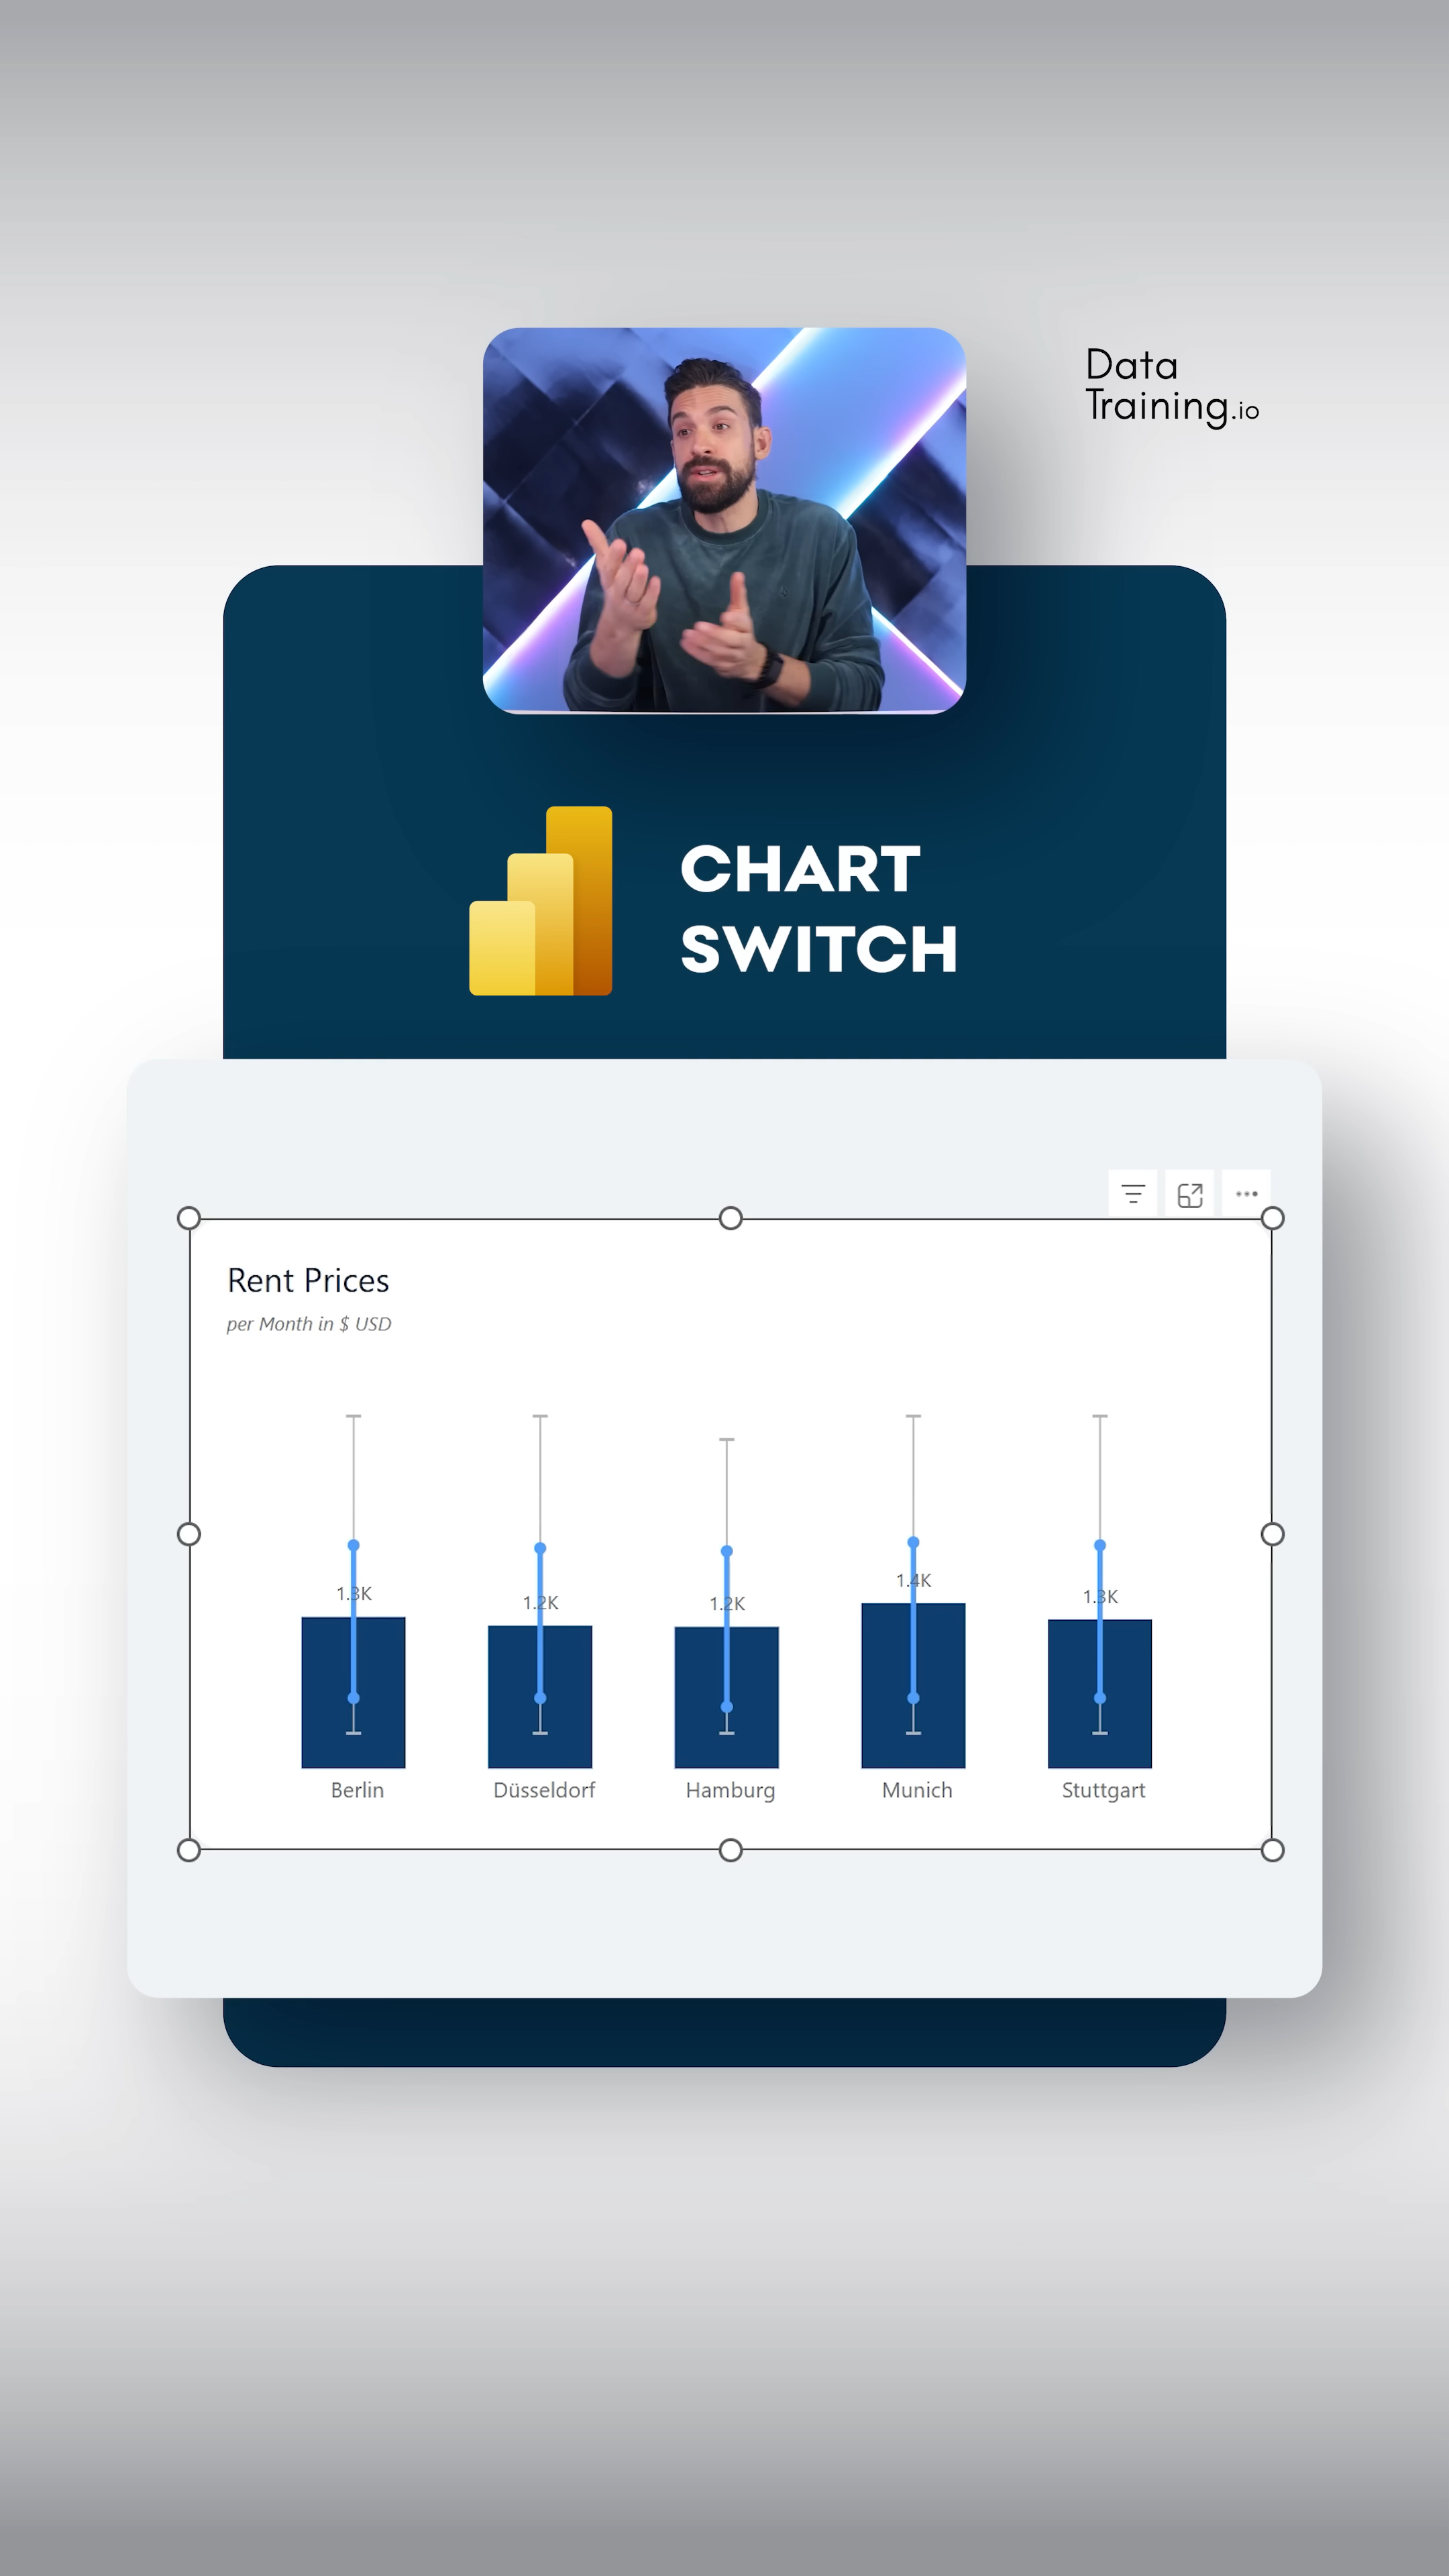 Data
Training.io
CHART
SWITCH
Rent Prices
per Month in $ USD
1.3K
1.2K
1.2K
1.4K
1.3K
Berlin
Düsseldorf
Hamburg
Munich
Stuttgart